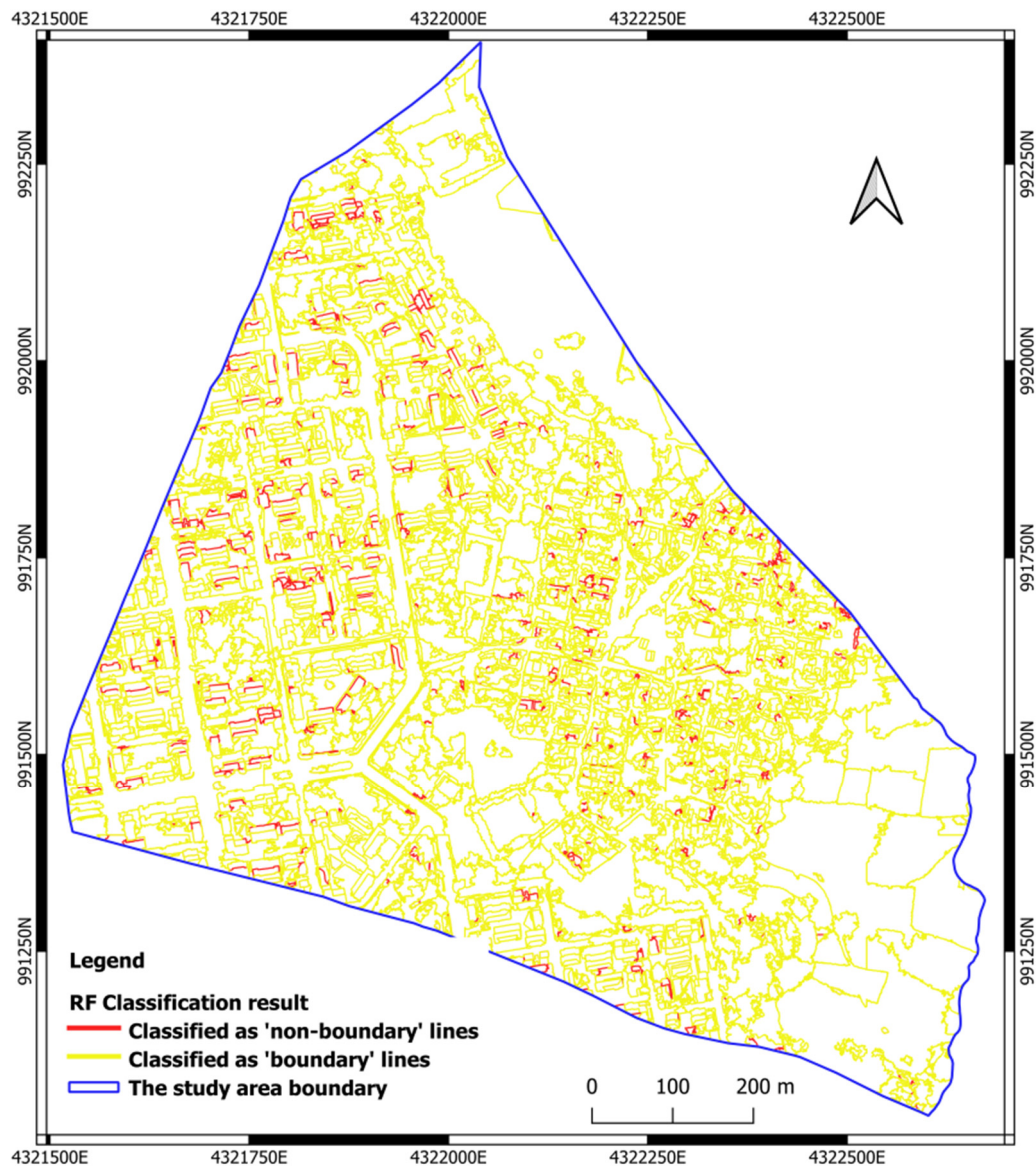 4321500E 4321750E 4322000E 4322250E 4322500E
992250N 992250N
992000N 992000N
991750N 991750N
991500N 991500N
991250N 991250N
Legend
RF Classification result
Classified as 'non-boundary' lines
Classified as 'boundary' lines
The study area boundary
0 100 200 m
4321500E 4321750E 4322000E 4322250E 4322500E